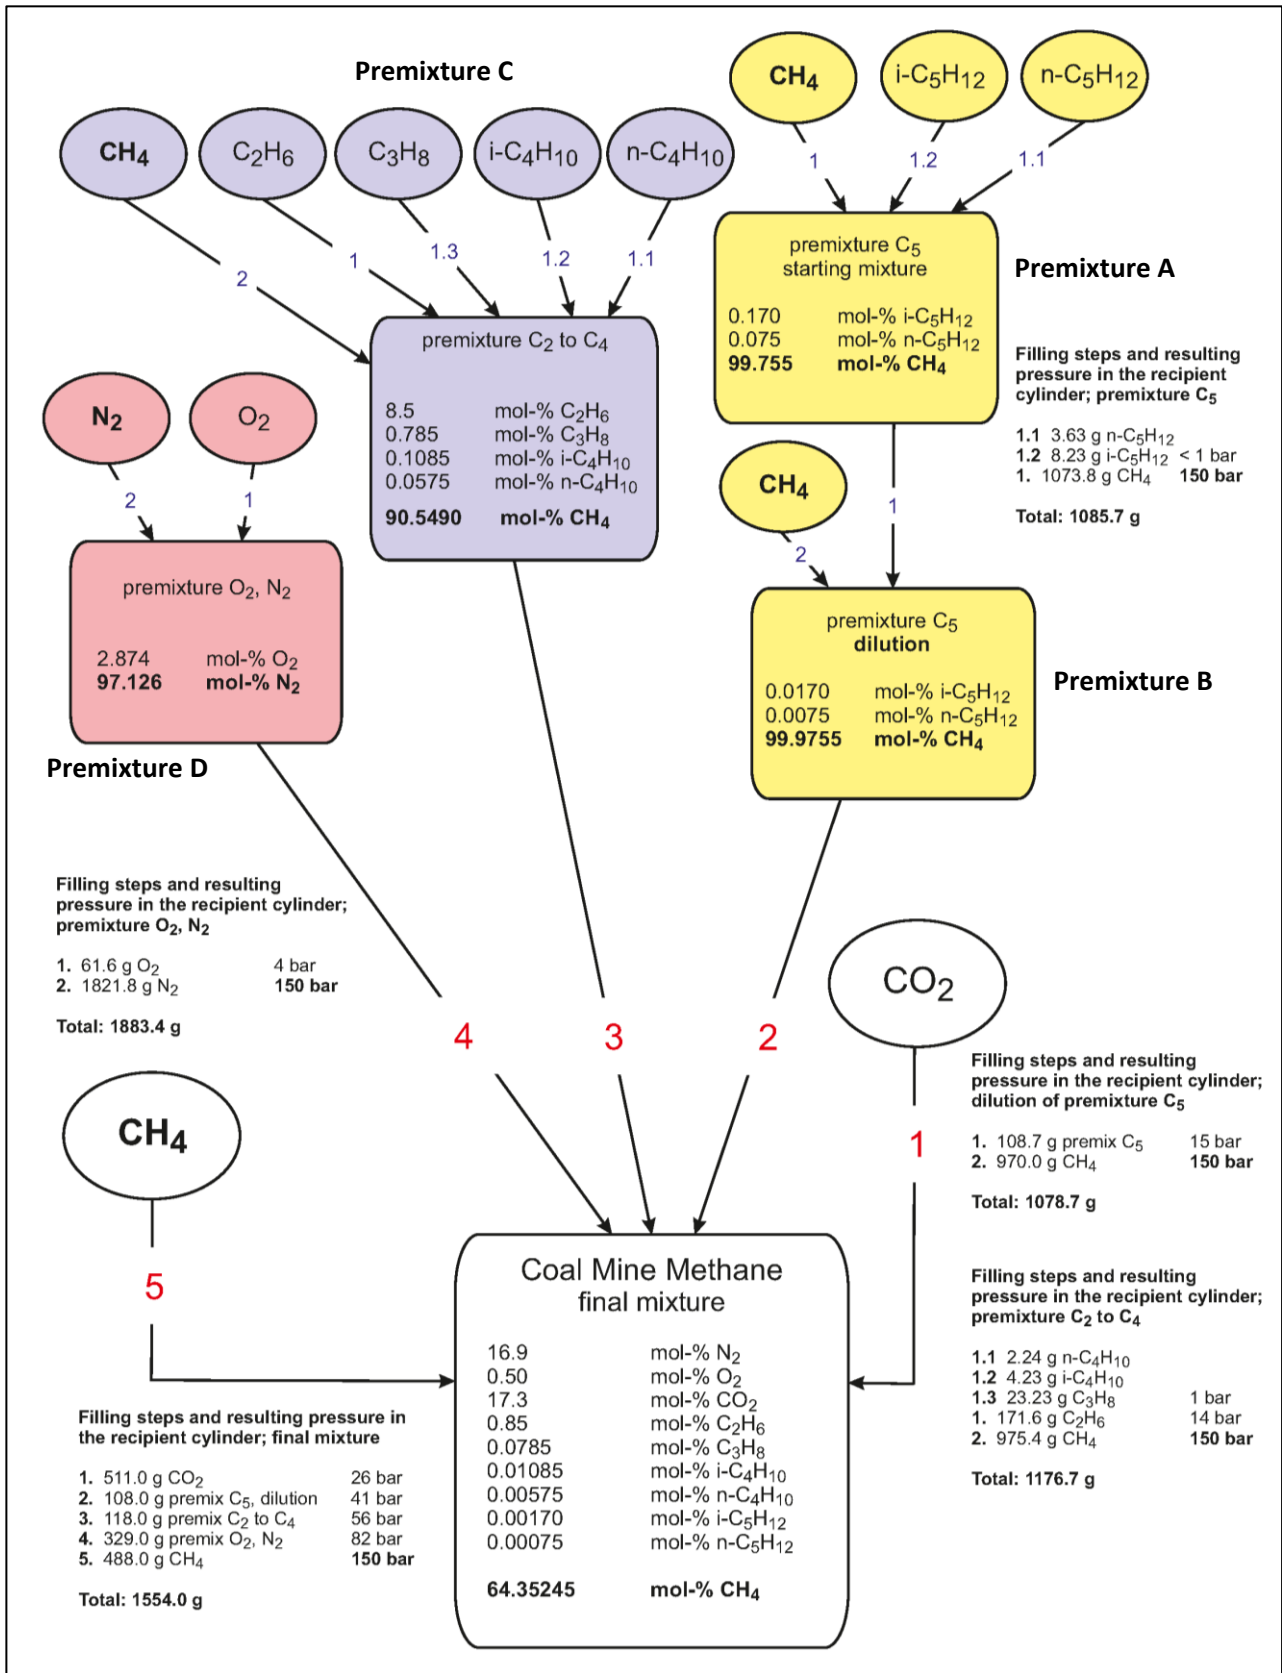 Premixture C
CH4
C2H6
C3H8
i-C4H10
n-C4H10
2
1
1.3
1.2
1.1
premixture C2 to C4
8.5 mol-% C2H6
0.785 mol-% C3H8
0.1085 mol-% i-C4H10
0.0575 mol-% n-C4H10
90.5490 mol-% CH4
CH4
i-C5H12
n-C5H12
1
1.2
1.1
premixture C5
starting mixture
0.170 mol-% i-C5H12
0.075 mol-% n-C5H12
99.755 mol-% CH4
Premixture A
Filling steps and resulting
pressure in the recipient
cylinder; premixture C5
1.1 3.63 g n-C5H12
1.2 8.23 g i-C5H12 < 1 bar
1. 1073.8 g CH4 150 bar
Total: 1085.7 g
N2
O2
2
1
premixture O2, N2
2.874 mol-% O2
97.126 mol-% N2
Premixture D
CH4
2
1
premixture C5
dilution
0.0170 mol-% i-C5H12
0.0075 mol-% n-C5H12
99.9755 mol-% CH4
Premixture B
Filling steps and resulting
pressure in the recipient cylinder;
premixture O2, N2
1. 61.6 g O2 4 bar
2. 1821.8 g N2 150 bar
Total: 1883.4 g
4
3
2
CO2
1
Filling steps and resulting
pressure in the recipient cylinder;
dilution of premixture C5
1. 108.7 g premix C5 15 bar
2. 970.0 g CH4 150 bar
Total: 1078.7 g
CH4
5
Coal Mine Methane
final mixture
16.9 mol-% N2
0.50 mol-% O2
17.3 mol-% CO2
0.85 mol-% C2H6
0.0785 mol-% C3H8
0.01085 mol-% i-C4H10
0.00575 mol-% n-C4H10
0.00170 mol-% i-C5H12
0.00075 mol-% n-C5H12
64.35245 mol-% CH4
Filling steps and resulting
pressure in the recipient cylinder;
premixture C2 to C4
1.1 2.24 g n-C4H10
1.2 4.23 g i-C4H10
1.3 23.23 g C3H8 1 bar
1. 171.6 g C2H6 14 bar
2. 975.4 g CH4 150 bar
Total: 1176.7 g
Filling steps and resulting pressure in
the recipient cylinder; final mixture
1. 511.0 g CO2 26 bar
2. 108.0 g premix C5, dilution 41 bar
3. 118.0 g premix C2 to C4 56 bar
4. 329.0 g premix O2, N2 82 bar
5. 488.0 g CH4 150 bar
Total: 1554.0 g